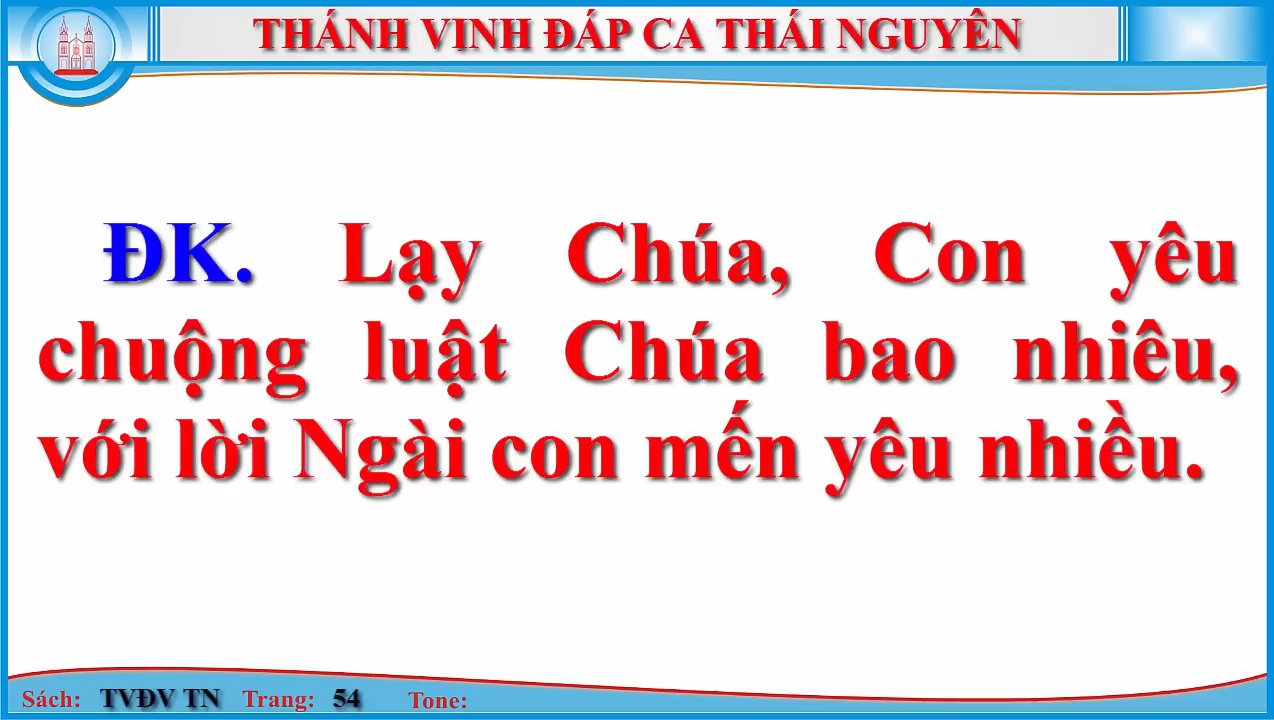 THÁNH VINH ĐÁP CA THÁI NGUYÊN
ĐK. Lạy Chúa, Con yêu
chuộng luật Chúa bao nhiêu,
với lời Ngài con mến yêu nhiều.
Sách: TVĐV TN Trang: 54 Tone: